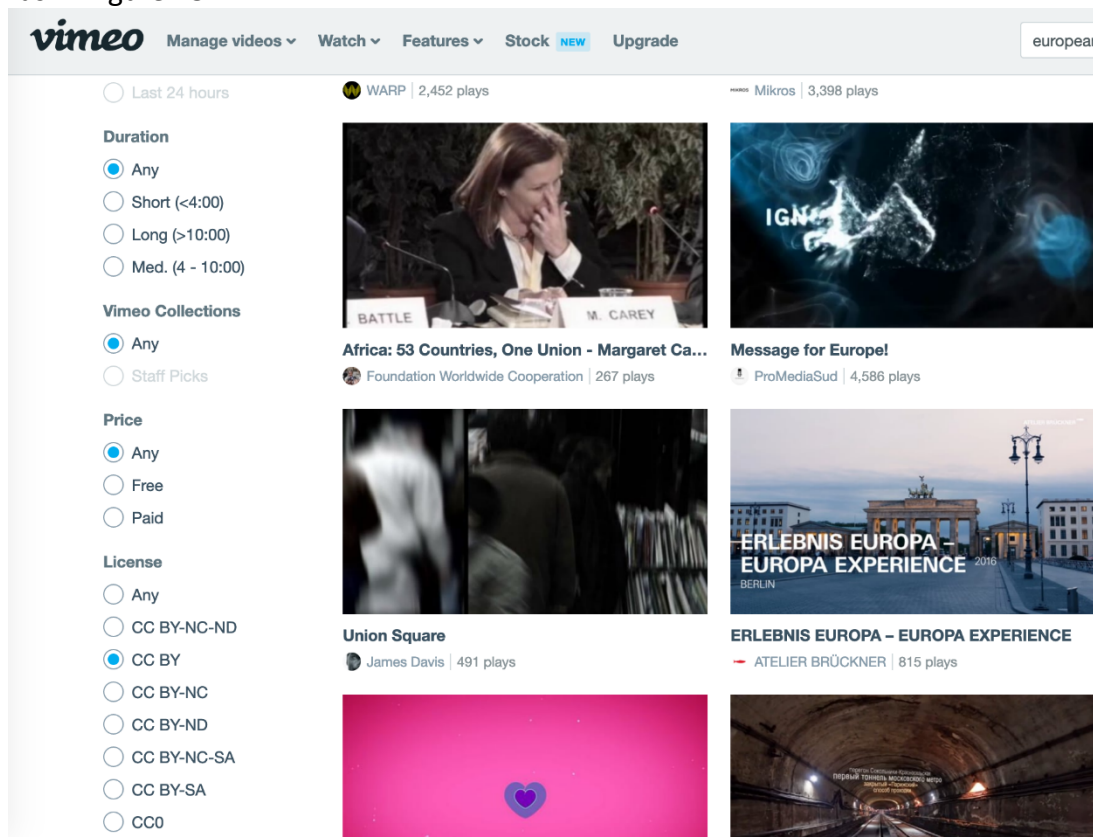 vimeo Manage videos Watch Features Stock NEW Upgrade
european
Last 24 hours
Duration
Any
Short (<4:00)
Long (>10:00)
Med. (4 - 10:00)
Vimeo Collections
Any
Staff Picks
Price
Any
Free
Paid
License
Any
CC BY-NC-ND
CC BY
CC BY-NC
CC BY-ND
CC BY-NC-SA
CC BY-SA
CC0
WARP 2,452 plays
Mikros 3,398 plays
BATTLE
M. CAREY
Africa: 53 Countries, One Union - Margaret Ca...
Foundation Worldwide Cooperation 267 plays
Message for Europe!
ProMediaSud 4,586 plays
Union Square
James Davis 491 plays
ERLEBNIS EUROPA –
EUROPA EXPERIENCE 2016
BERLIN
ERLEBNIS EUROPA – EUROPA EXPERIENCE
ATELIER BRÜCKNER 815 plays
первый тоннель московского метро